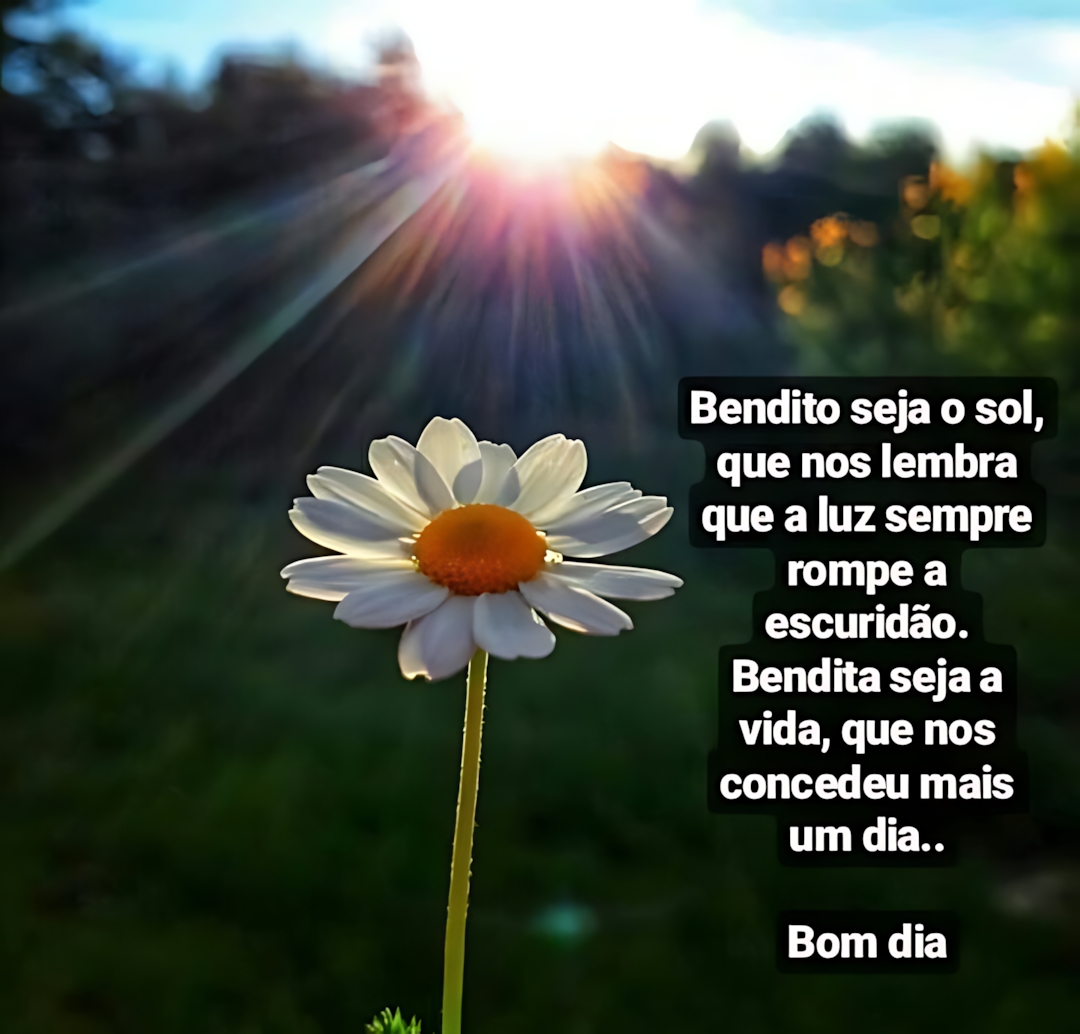 Bendito seja o sol,
que nos lembra
que a luz sempre
rompe a
escuridão.
Bendita seja a
vida, que nos
concedeu mais
um dia..
Bom dia